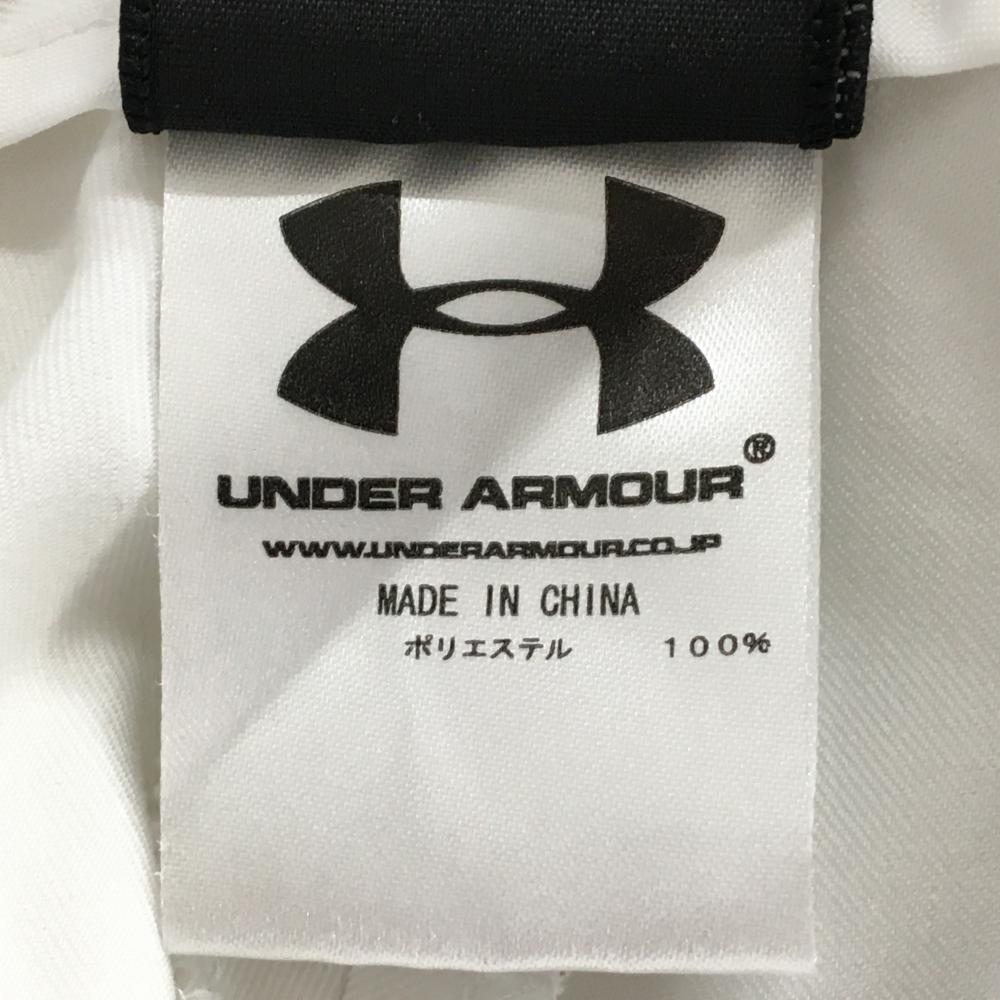 UNDER ARMOUR®
WWW.UNDERARMOUR.CO.JP
MADE IN CHINA
ポリエステル 100%